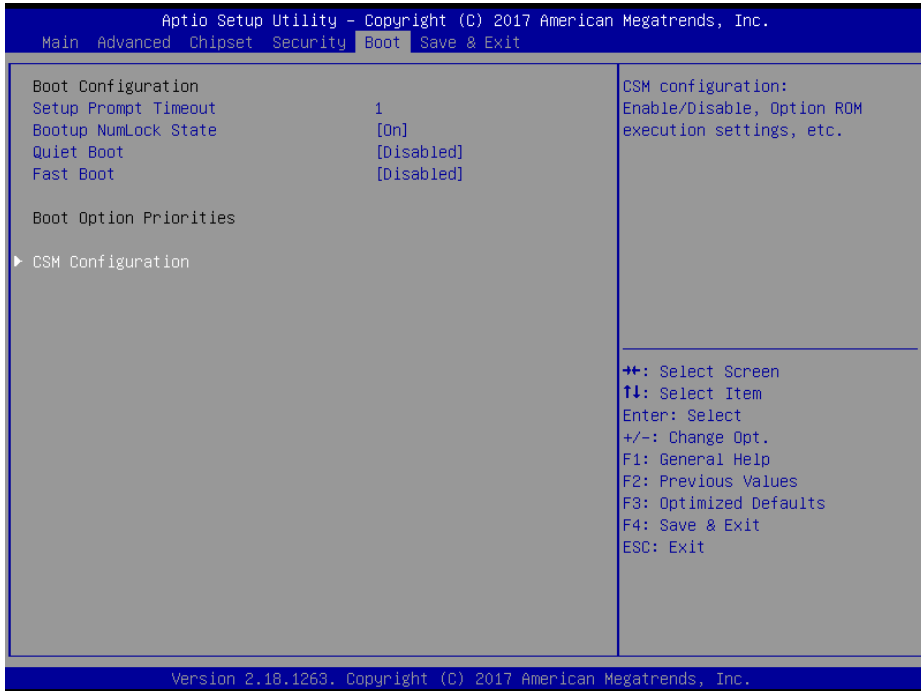 Aptio Setup Utility – Copyright (C) 2017 American Megatrends, Inc.
Main Advanced Chipset Security Boot Save & Exit
Boot Configuration
Setup Prompt Timeout 1
Bootup NumLock State [On]
Quiet Boot [Disabled]
Fast Boot [Disabled]
Boot Option Priorities
▶ CSM Configuration
CSM configuration:
Enable/Disable, Option ROM
execution settings, etc.
→←: Select Screen
↑↓: Select Item
Enter: Select
+/-: Change Opt.
F1: General Help
F2: Previous Values
F3: Optimized Defaults
F4: Save & Exit
ESC: Exit
Version 2.18.1263. Copyright (C) 2017 American Megatrends, Inc.